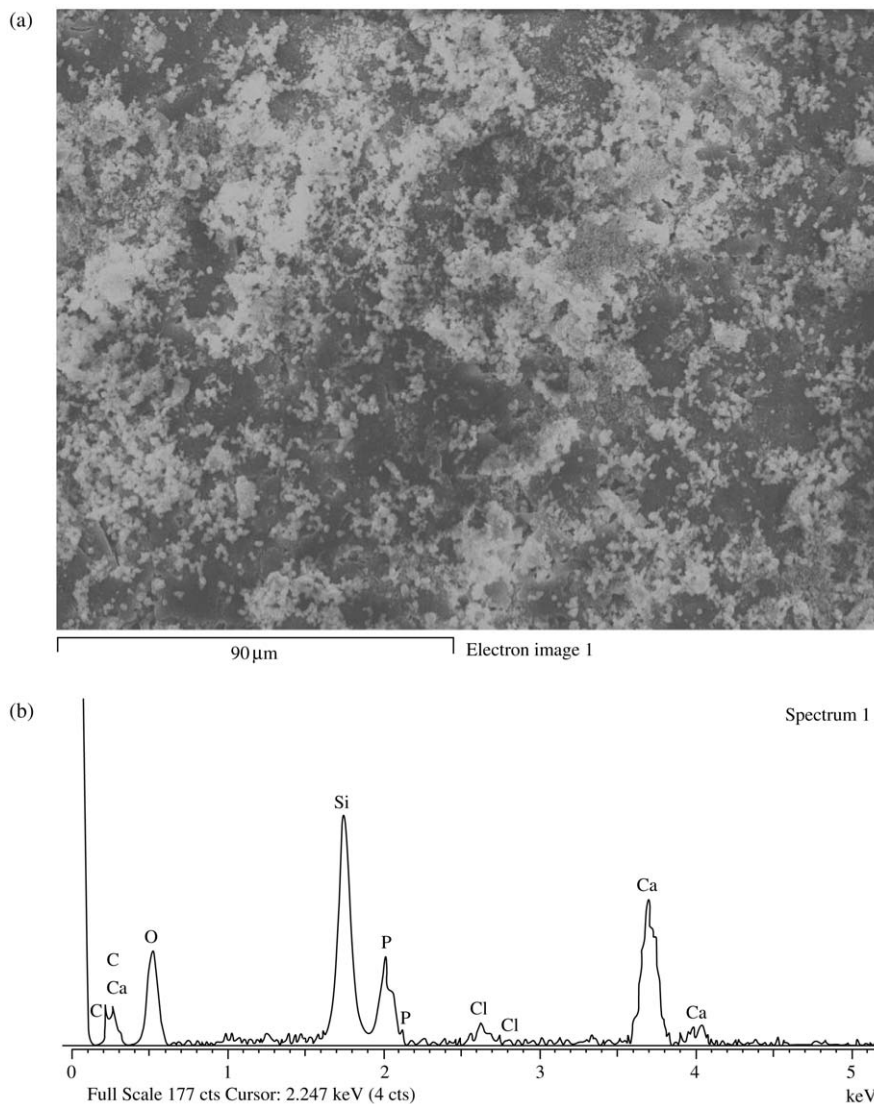 (a)
90 μm
Electron image 1
(b)
Spectrum 1
Si
Ca
O
P
C
Ca
C
Cl
Cl
P
Ca
0 1 2 3 4 5
Full Scale 177 cts Cursor: 2.247 keV (4 cts) keV